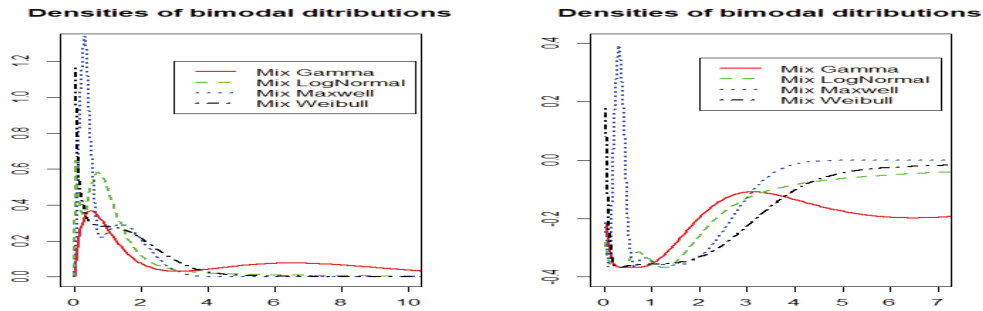 Densities of bimodal ditributions
Mix Gamma
Mix LogNormal
Mix Maxwell
Mix Weibull
0.0 0.2 0.4 0.6 0.8 1.0 1.2
0 2 4 6 8 10
Densities of bimodal ditributions
Mix Gamma
Mix LogNormal
Mix Maxwell
Mix Weibull
-0.4 -0.2 0.0 0.2 0.4
0 1 2 3 4 5 6 7